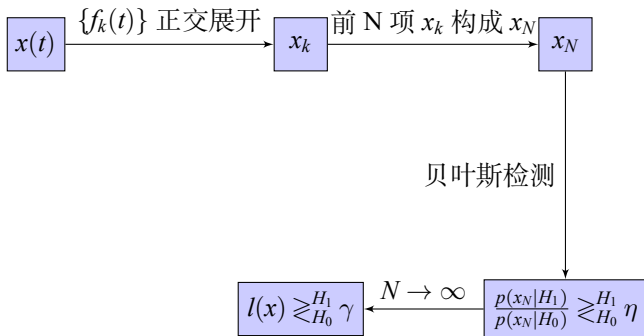 {f_k(t)} 正交展开
前 N 项 x_k 构成 x_N
x(t)
x_k
x_N
贝叶斯检测
N → ∞
l(x) ≷^{H_1}_{H_0} γ
\frac{p(x_N|H_1)}{p(x_N|H_0)} ≷^{H_1}_{H_0} η